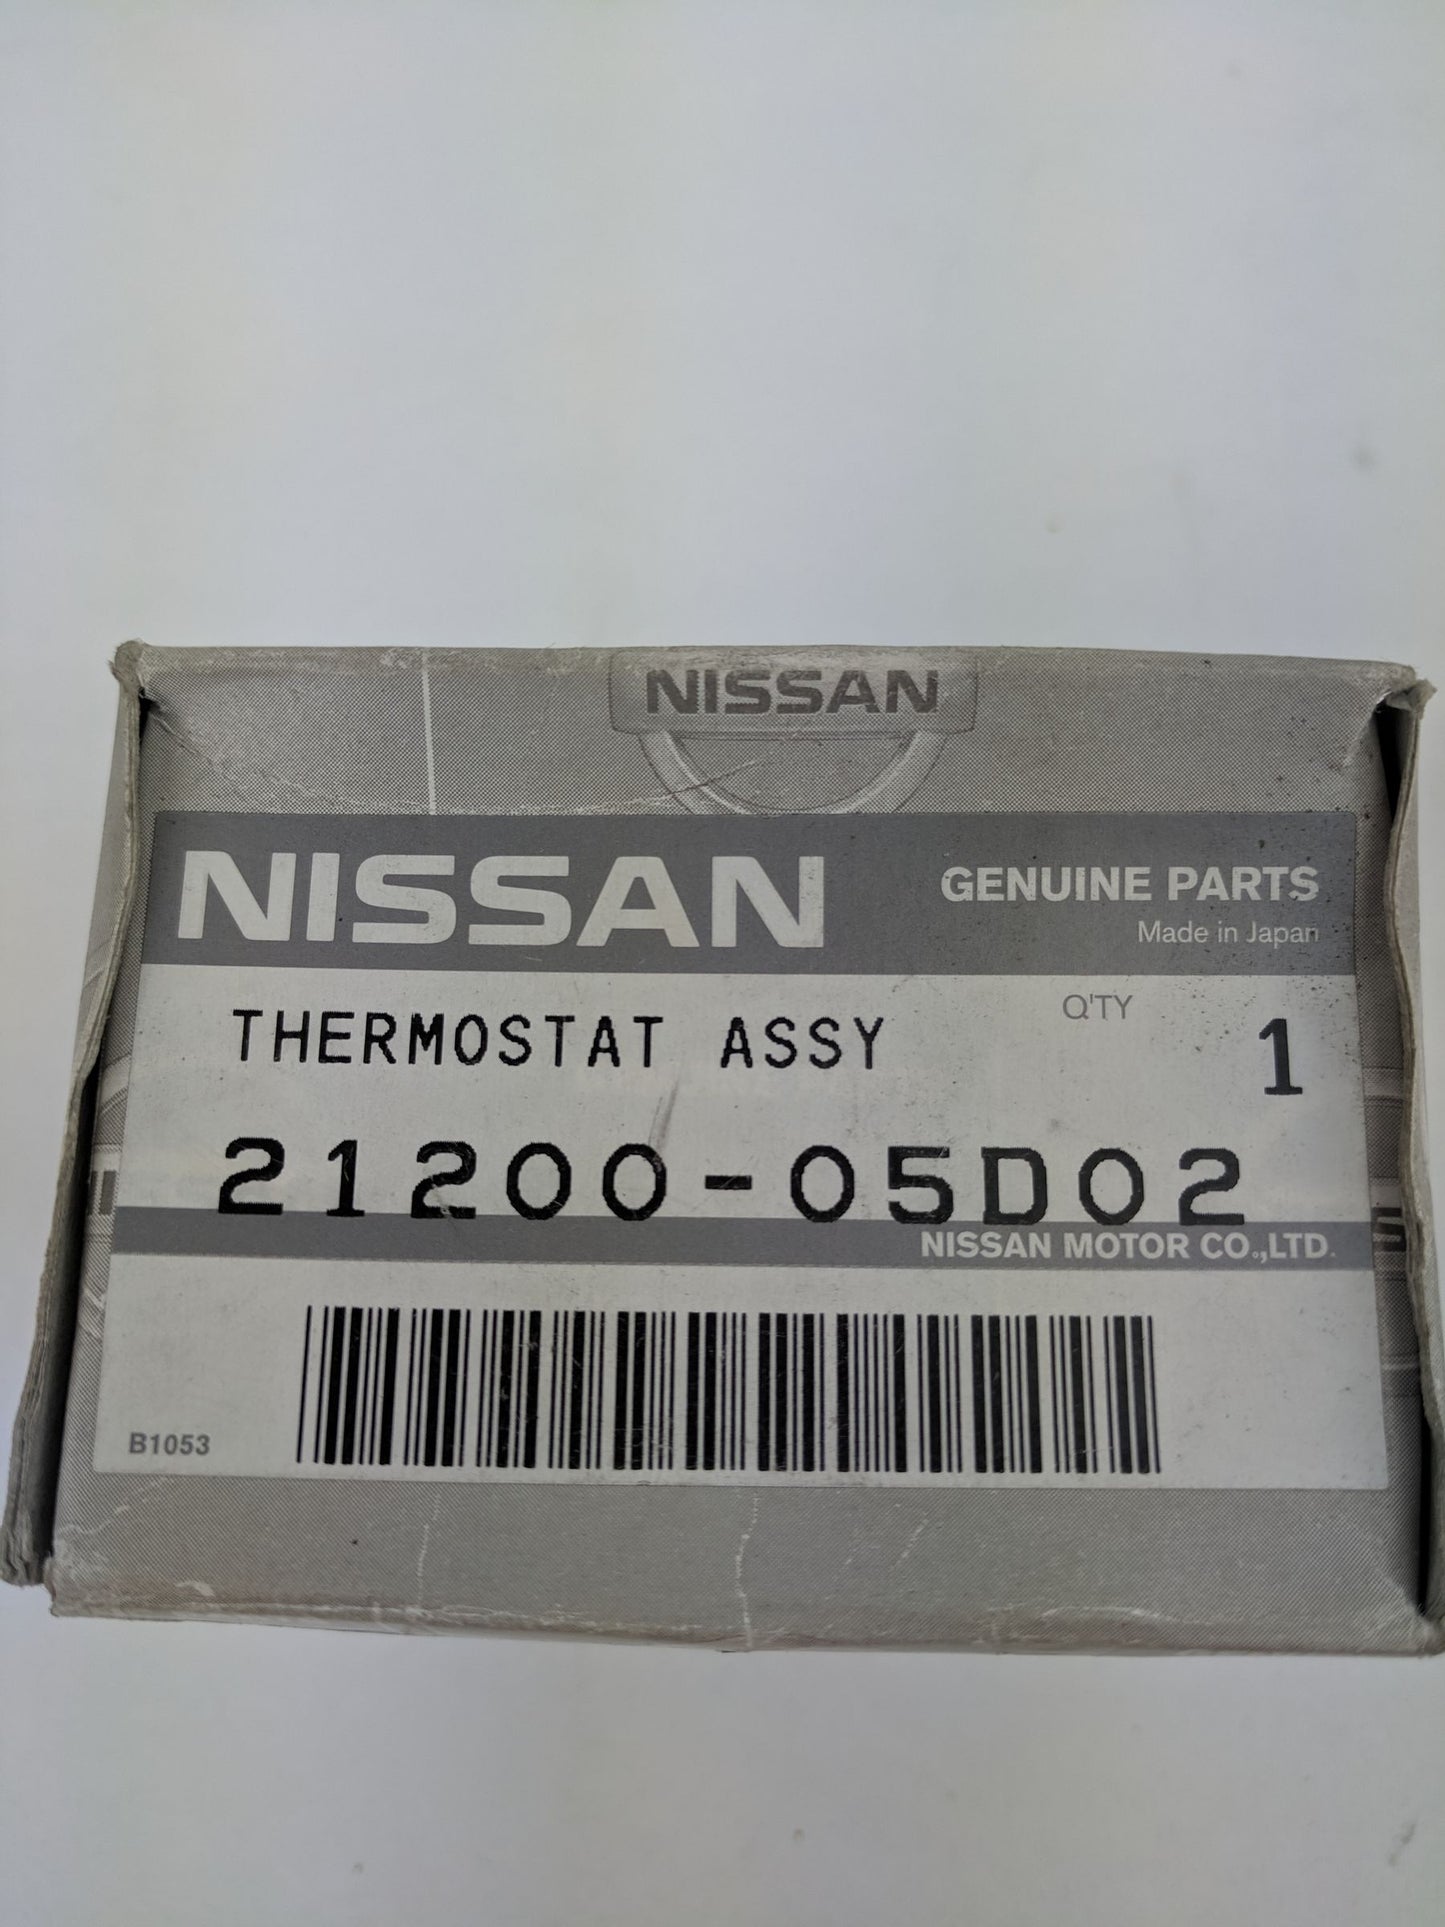 NISSAN
NISSAN
GENUINE PARTS
Made in Japan
THERMOSTAT ASSY
Q'TY
1
21200-05D02
NISSAN MOTOR CO.,LTD.
B1053